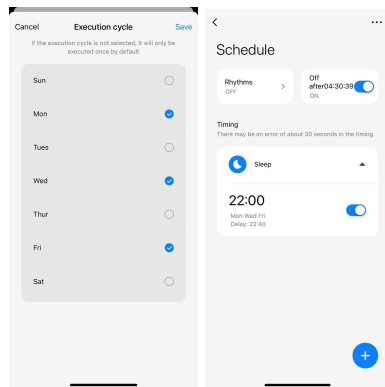 Cancel Execution cycle Save
If the execution cycle is not selected, it will only be
executed once by default
Sun
Mon
Tues
Wed
Thur
Fri
Sat
Schedule
Rhythms
OFF
Off
after04:30:39
ON
Timing
There may be an error of about 30 seconds in the timing
Sleep
22:00
Mon Wed Fri
Delay: 22:40